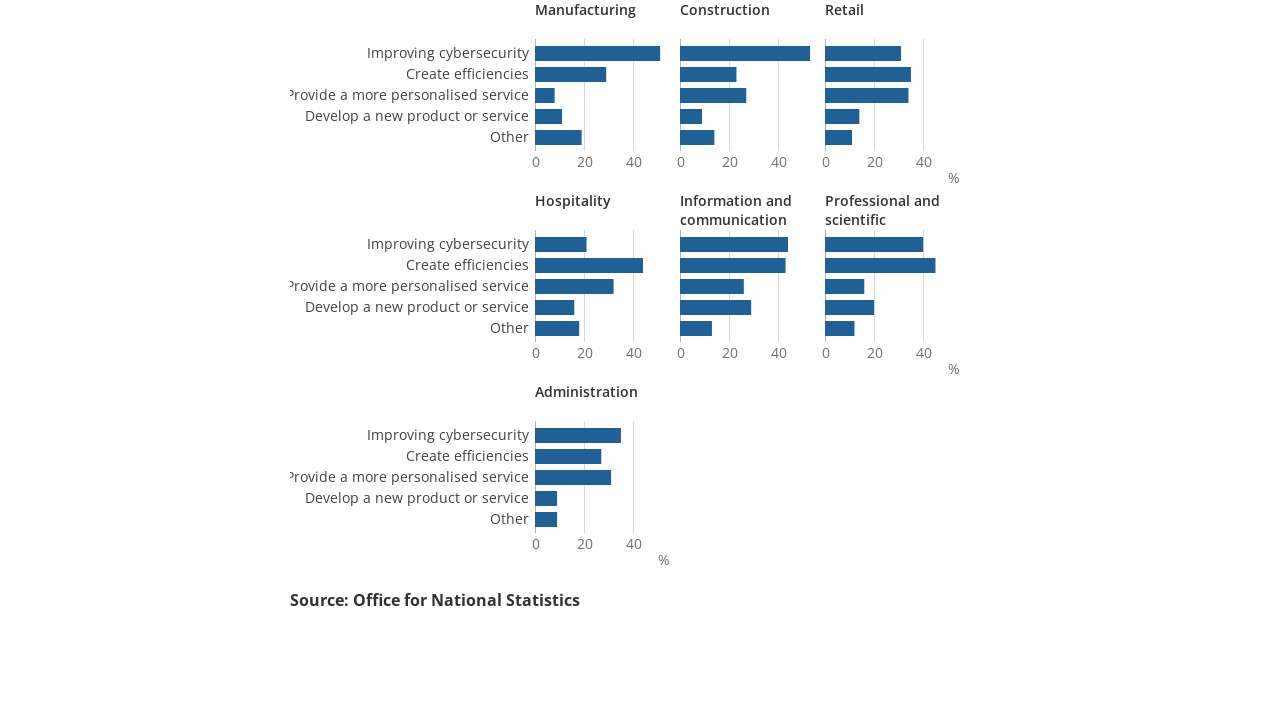 Manufacturing Construction Retail
Improving cybersecurity
Create efficiencies
Provide a more personalised service
Develop a new product or service
Other
0 20 40 0 20 40 0 20 40
%
Hospitality Information and communication Professional and scientific
Improving cybersecurity
Create efficiencies
Provide a more personalised service
Develop a new product or service
Other
0 20 40 0 20 40 0 20 40
%
Administration
Improving cybersecurity
Create efficiencies
Provide a more personalised service
Develop a new product or service
Other
0 20 40
%
Source: Office for National Statistics